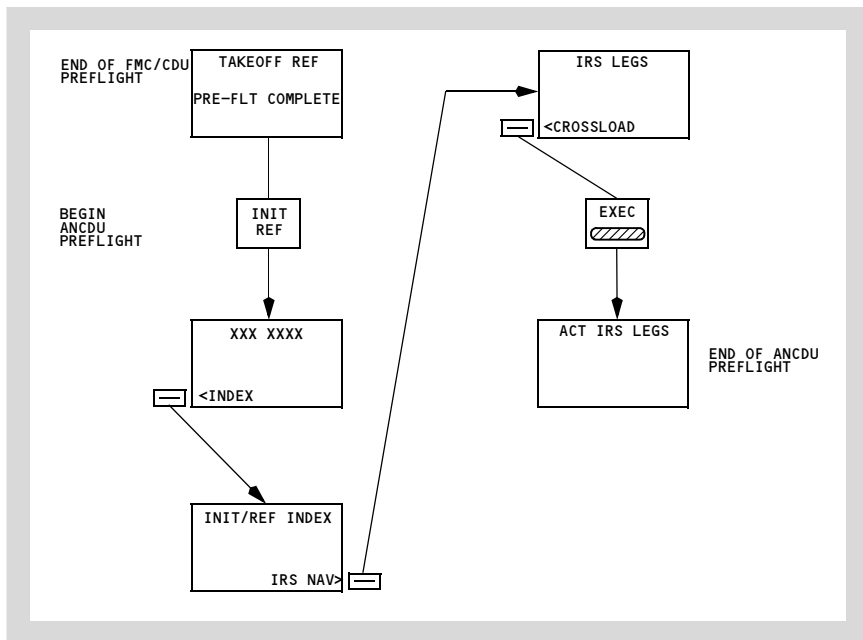 END OF FMC/CDU
PREFLIGHT
TAKEOFF REF
PRE-FLT COMPLETE
BEGIN
ANCDU
PREFLIGHT
INIT
REF
XXX XXXX
<INDEX
INIT/REF INDEX
IRS NAV>
IRS LEGS
<CROSSLOAD
EXEC
ACT IRS LEGS
END OF ANCDU
PREFLIGHT